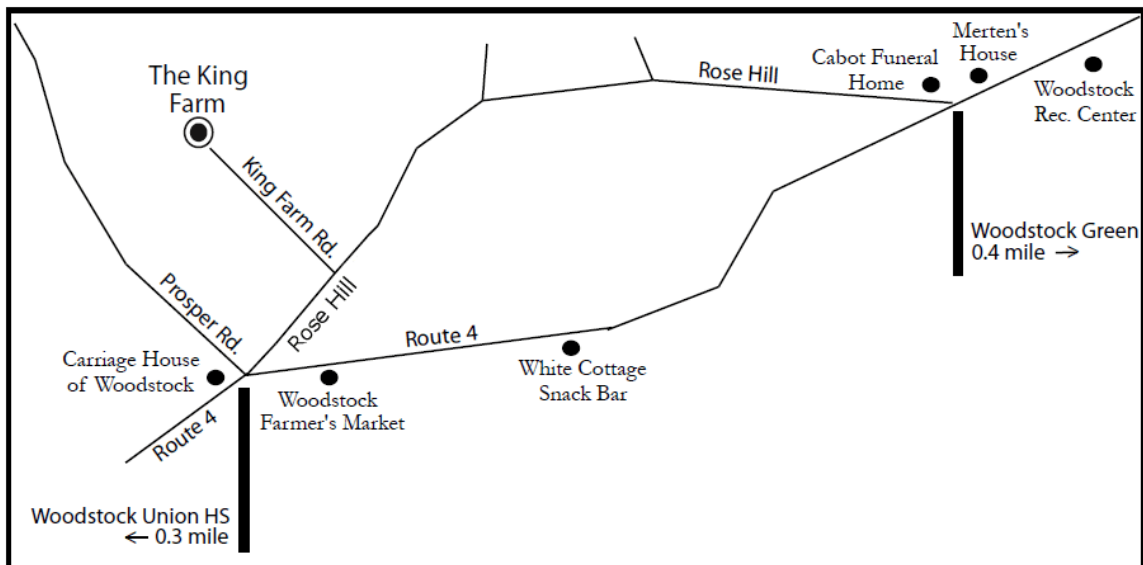 Merten's
House
Cabot Funeral
Home
Rose Hill
Woodstock
Rec. Center
The King
Farm
King Farm Rd.
Woodstock Green
0.4 mile →
Prosper Rd.
Rose Hill
Route 4
Carriage House
of Woodstock
White Cottage
Snack Bar
Woodstock
Farmer's Market
Route 4
Woodstock Union HS
← 0.3 mile